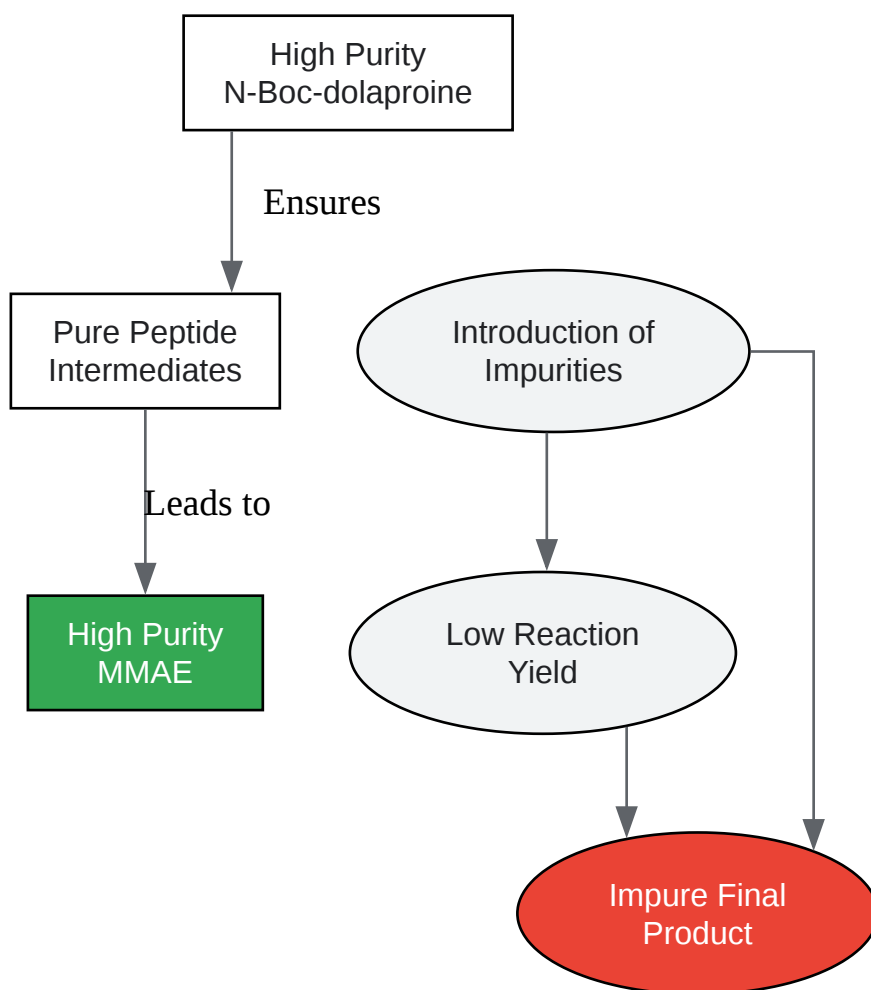 High Purity
N-Boc-dolaproine
Ensures
Pure Peptide
Intermediates
Introduction of
Impurities
Leads to
High Purity
MMAE
Low Reaction
Yield
Impure Final
Product